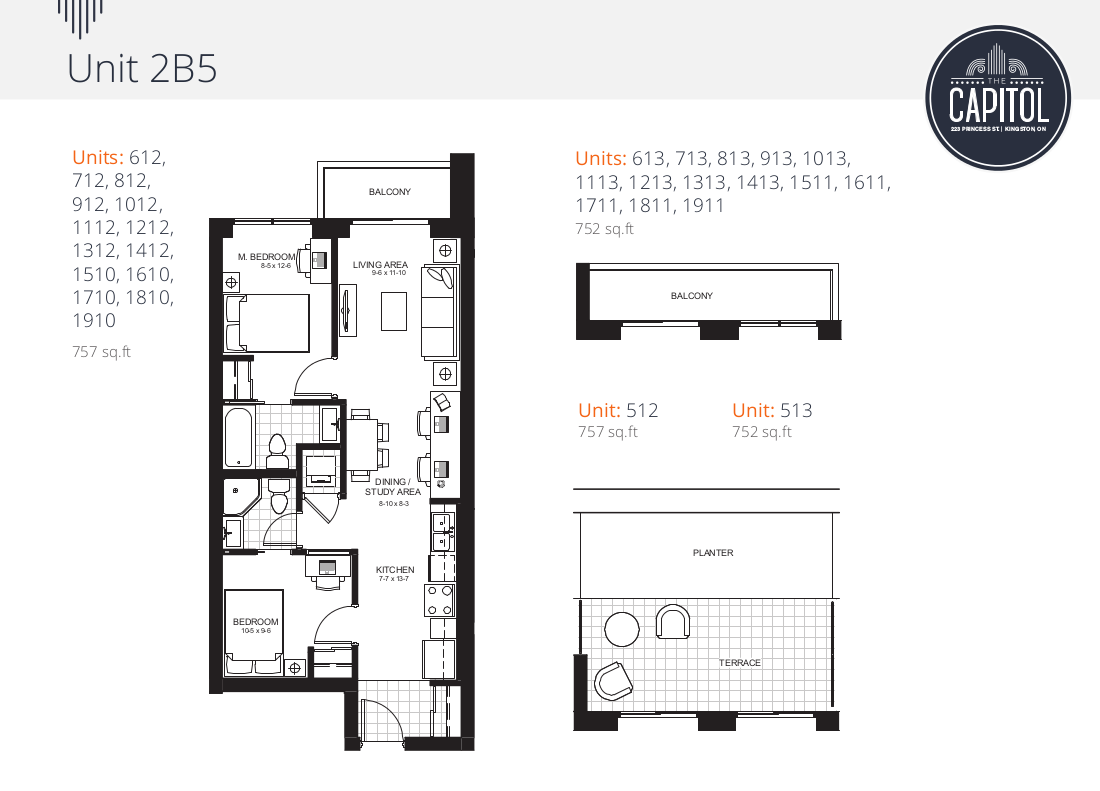 Unit 2B5
THE
CAPITOL
223 PRINCESS ST. | KINGSTON, ON
Units: 612,
712, 812,
912, 1012,
1112, 1212,
1312, 1412,
1510, 1610,
1710, 1810,
1910
757 sq.ft
BALCONY
M. BEDROOM
8-5 x 12-6
LIVING AREA
9-6 x 11-10
DINING /
STUDY AREA
8-10 x 8-3
KITCHEN
7-7 x 13-7
BEDROOM
10-5 x 9-6
Units: 613, 713, 813, 913, 1013,
1113, 1213, 1313, 1413, 1511, 1611,
1711, 1811, 1911
752 sq.ft
BALCONY
Unit: 512
757 sq.ft
Unit: 513
752 sq.ft
PLANTER
TERRACE